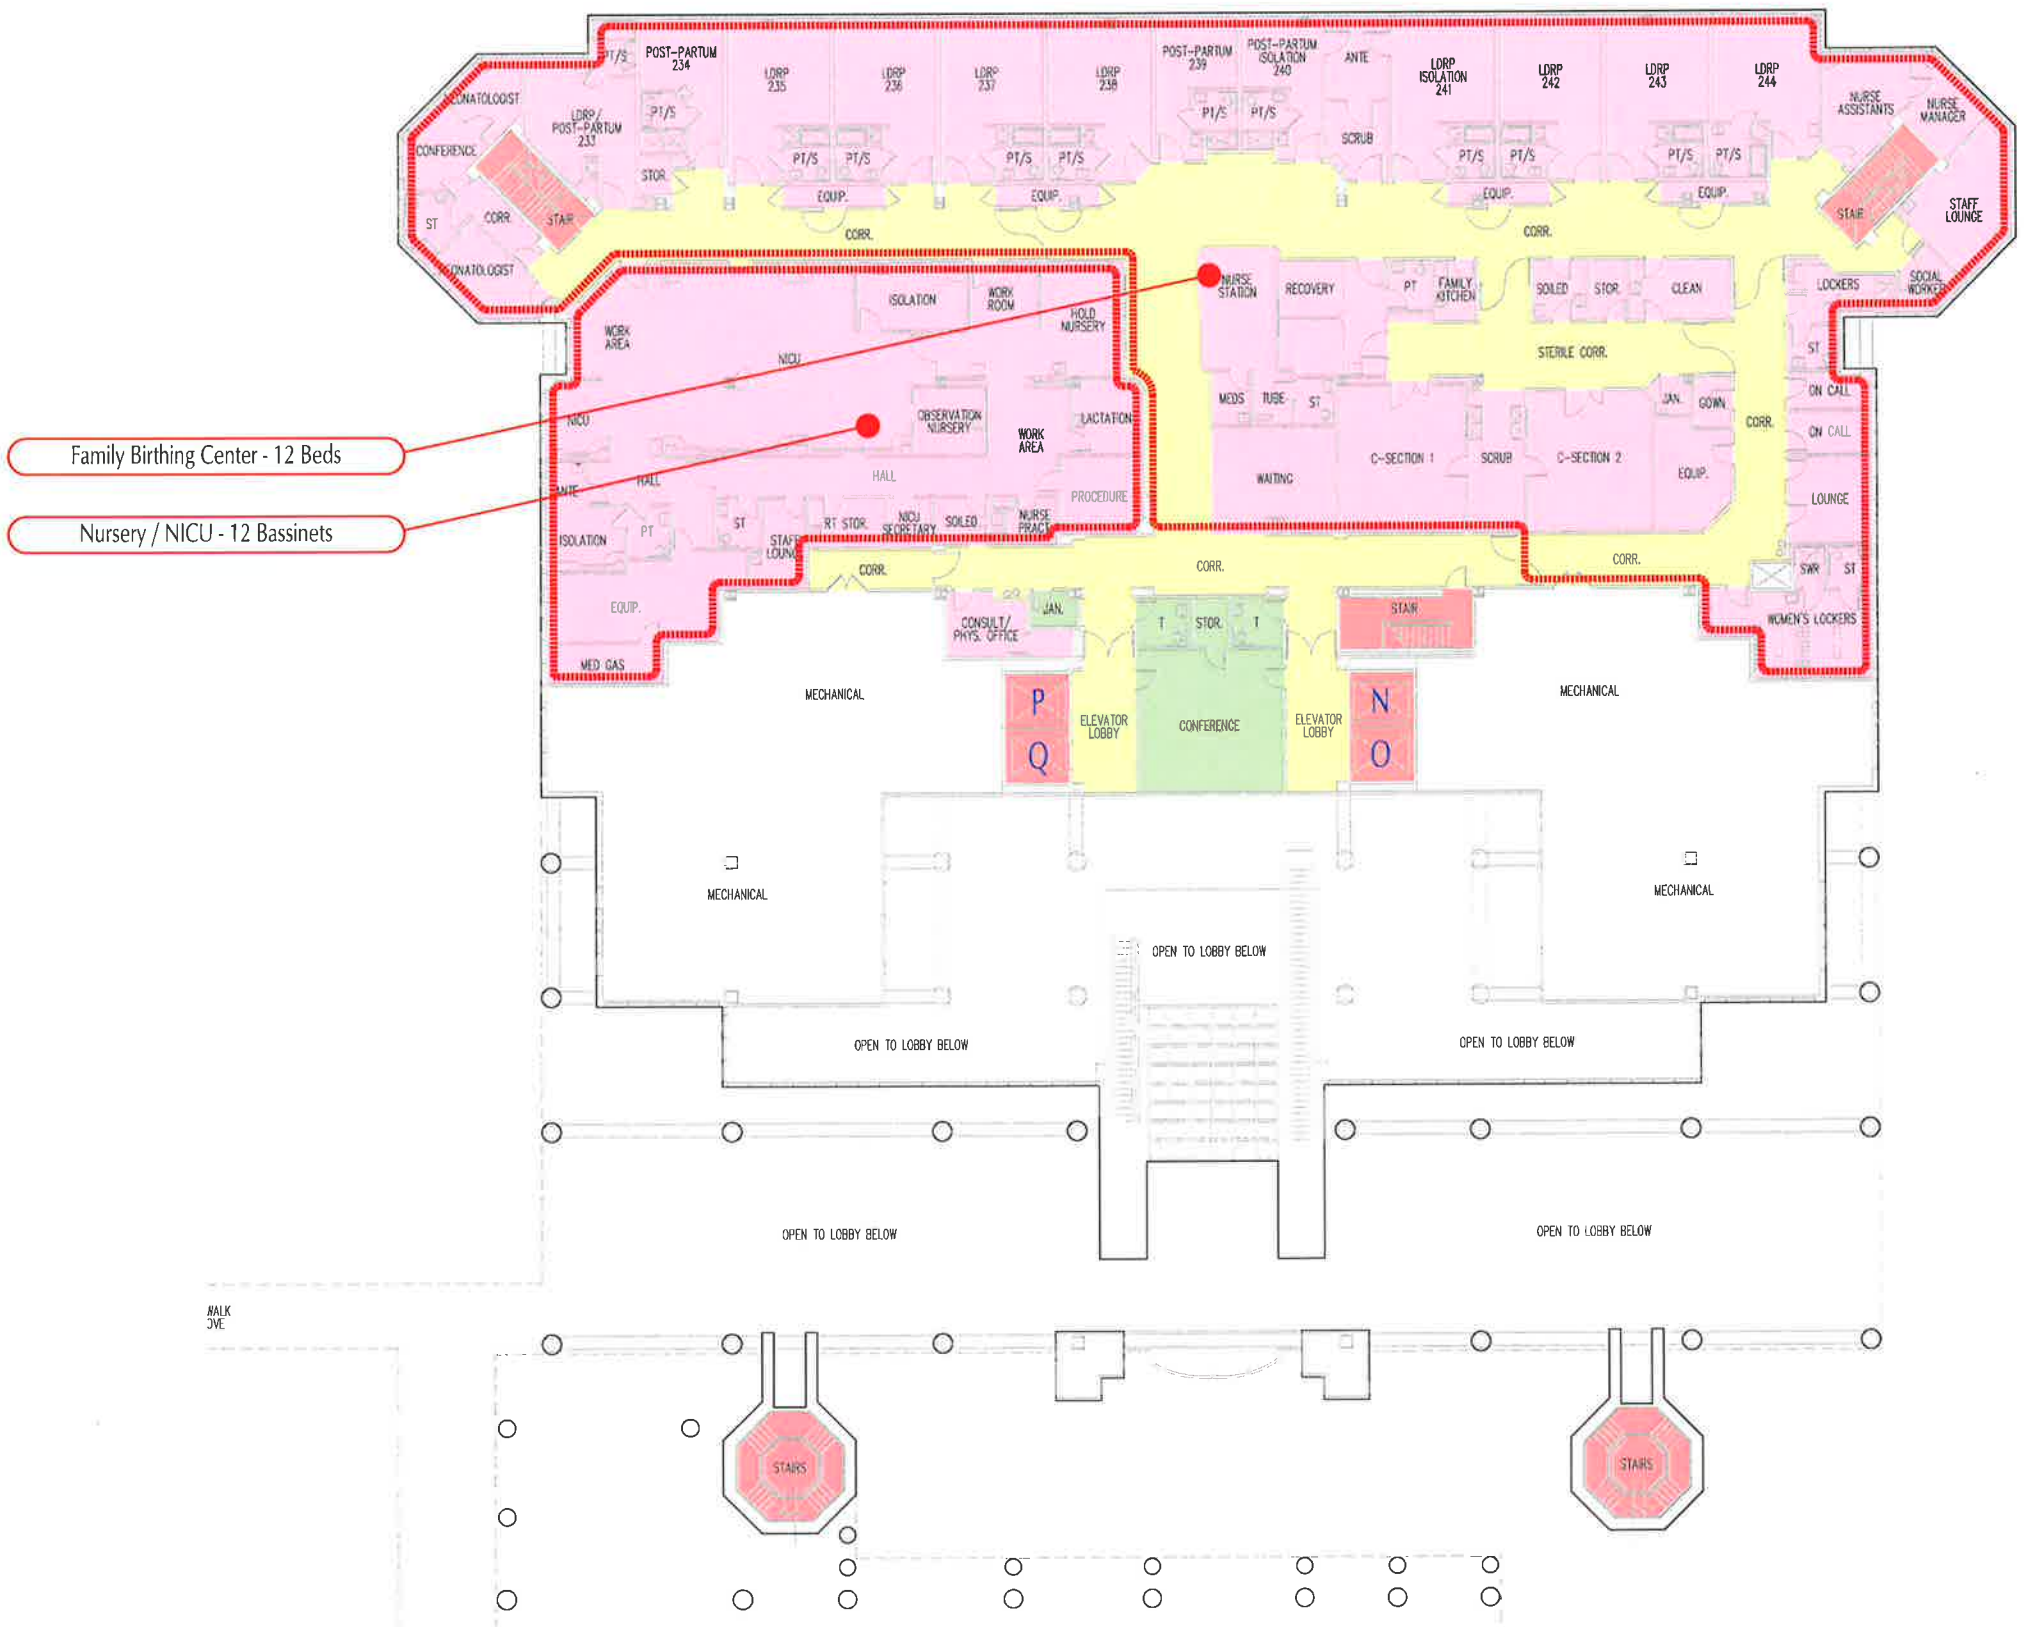 PT/S
POST-PARTUM
234
LDRP
235
LDRP
236
LDRP
237
LDRP
238
POST-PARTUM
239
POST-PARTUM
ISOLATION
240
ANTE
LDRP
ISOLATION
241
LDRP
242
LDRP
243
LDRP
244
NURSE
ASSISTANTS
NURSE
MANAGER
LDRP/
POST-PARTUM
233
PT/S
PT/S
PT/S
SCRUB
CONFERENCE
PT/S
PT/S
PT/S
PT/S
PT/S
PT/S
PT/S
PT/S
STOR.
EQUIP.
EQUIP.
EQUIP.
EQUIP.
ST
CORR.
STAIR
STAIR
STAFF
LOUNGE
CORR.
CORR.
NURSE
STATION
RECOVERY
PT
FAMILY
KITCHEN
SOILED
STOR.
CLEAN
LOCKERS
SOCIAL
WORKER
ISOLATION
WORK
ROOM
HOLD
NURSERY
WORK
AREA
NICU
STERILE CORR.
ST
NICU
OBSERVATION
NURSERY
WORK
AREA
LACTATION
MEDS
TUBE
ST
JAN.
GOWN
CORR.
ON CALL
ON CALL
Family Birthing Center - 12 Beds
HALL
HALL
PROCEDURE
WAITING
C-SECTION 1
SCRUB
C-SECTION 2
EQUIP.
LOUNGE
Nursery / NICU - 12 Bassinets
ISOLATION
PT
ST
STAFF
RT STOR.
NICU
SECRETARY
SOILED
NURSE
PRACT
CORR.
CORR.
CORR.
SWR
ST
EQUIP.
MED GAS
CONSULT/
PHYS. OFFICE
JAN.
T
STOR.
T
STAIR
WOMEN'S LOCKERS
MECHANICAL
P
Q
ELEVATOR
LOBBY
CONFERENCE
ELEVATOR
LOBBY
N
O
MECHANICAL
MECHANICAL
MECHANICAL
OPEN TO LOBBY BELOW
OPEN TO LOBBY BELOW
OPEN TO LOBBY BELOW
OPEN TO LOBBY BELOW
OPEN TO LOBBY BELOW
STAIRS
STAIRS